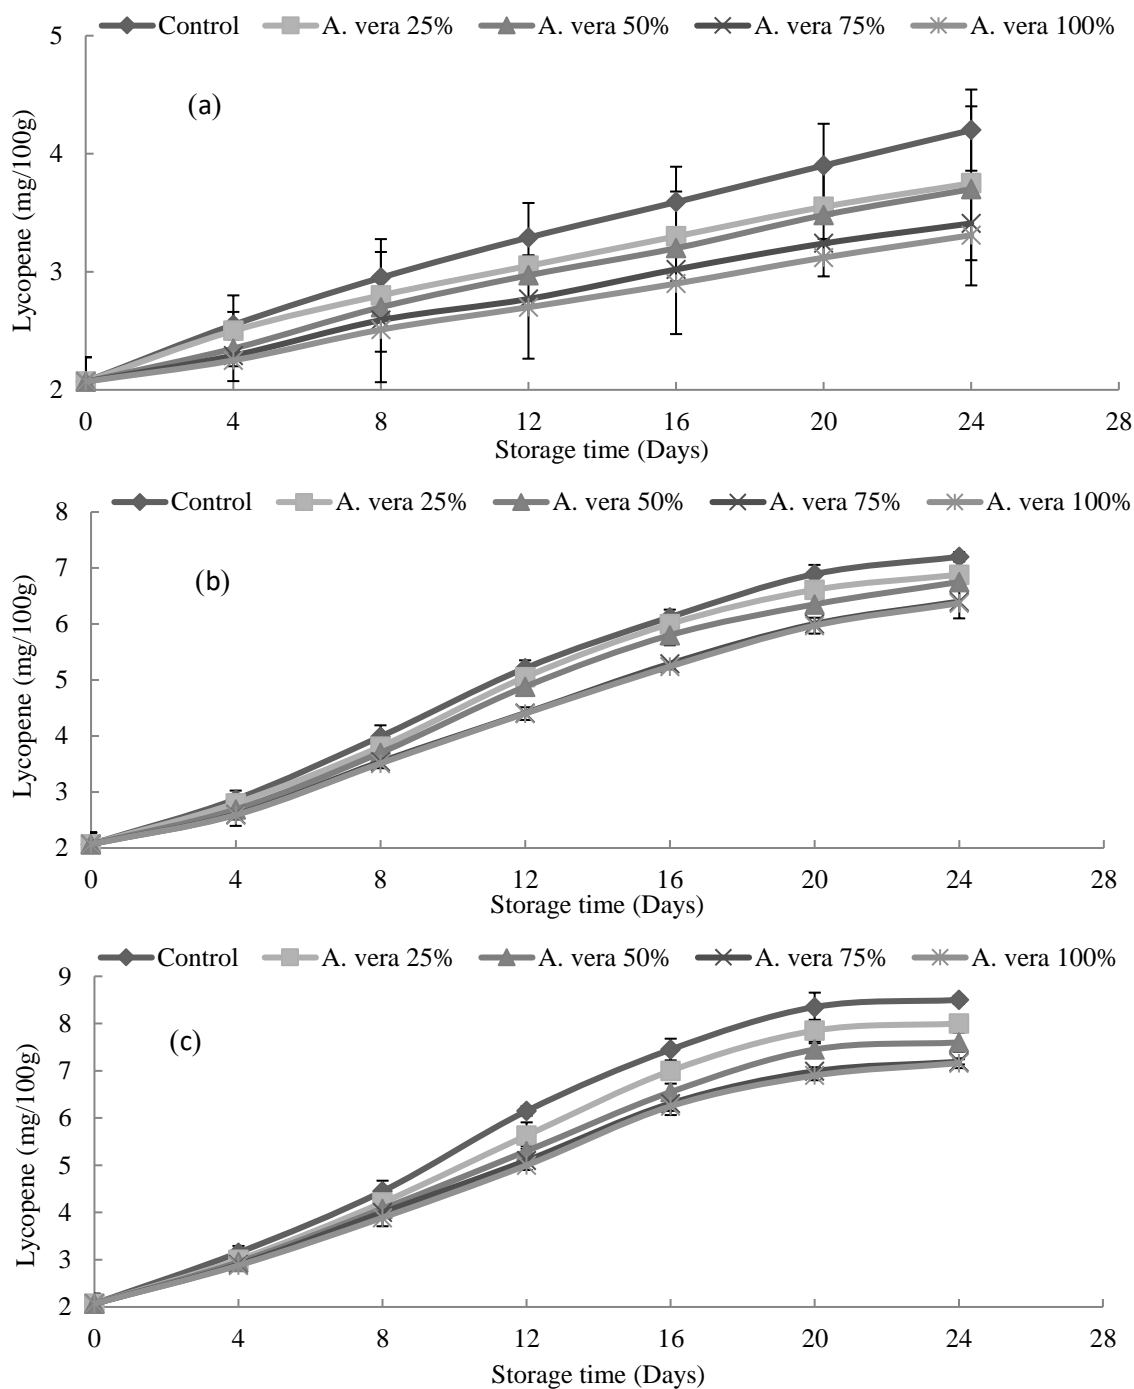 Control A. vera 25% A. vera 50% A. vera 75% A. vera 100%
5
(a)
4
3
2
Lycopene (mg/100g)
0 4 8 12 16 20 24 28
Storage time (Days)
Control A. vera 25% A. vera 50% A. vera 75% A. vera 100%
8
7
(b)
6
5
4
3
2
Lycopene (mg/100g)
0 4 8 12 16 20 24 28
Storage time (Days)
Control A. vera 25% A. vera 50% A. vera 75% A. vera 100%
9
8
(c)
7
6
5
4
3
2
Lycopene (mg/100g)
0 4 8 12 16 20 24 28
Storage time (Days)